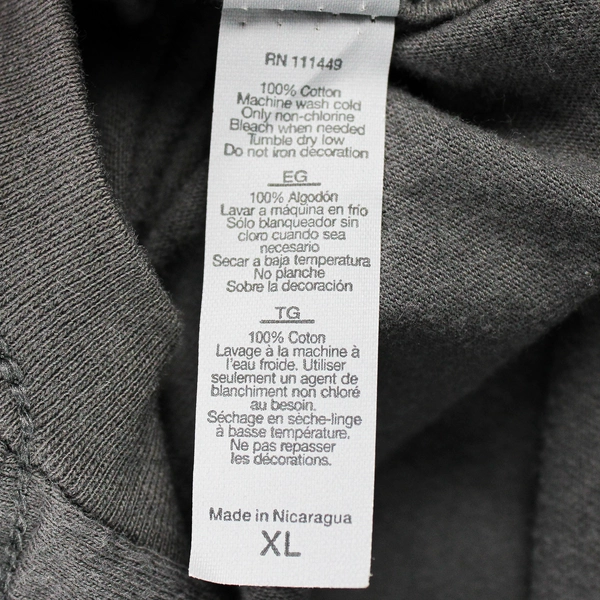 RN 111449
100% Cotton
Machine wash cold
Only non-chlorine
Bleach when needed
Tumble dry low
Do not iron decoration
EG
100% Algodón
Lavar a máquina en frio
Sólo blanqueador sin
cloro cuando sea
necesario
Secar a baja temperatura
No planche
Sobre la decoración
TG
100% Coton
Lavage à la machine à
l'eau froide. Utiliser
seulement un agent de
blanchiment non chloré
au besoin.
Séchage en sèche-linge
à basse température.
Ne pas repasser
les décorations.
Made in Nicaragua
XL